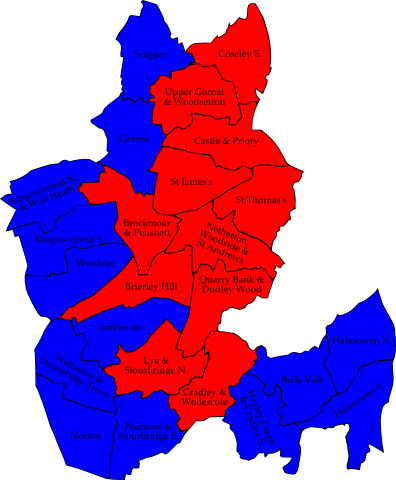 Sedgley
Coseley E.
Upper Gornal
& Woodsetton
Gornal
Castle & Priory
Kingswinford N.
& Wall Heath
St James's
St Thomas's
Brockmoor
& Pensnett
Netherton,
Woodside &
St Andrews
Kingswinford S.
Wordsley
Brierley Hill
Quarry Bank &
Dudley Wood
Amblecote
Halesowen N.
Lye &
Stourbridge N.
Wollaston &
Stourbridge Town
Belle Vale
Halesowen S.
Cradley &
Wollescote
Hayley Green
& Cradley S.
Norton
Pedmore &
Stourbridge E.